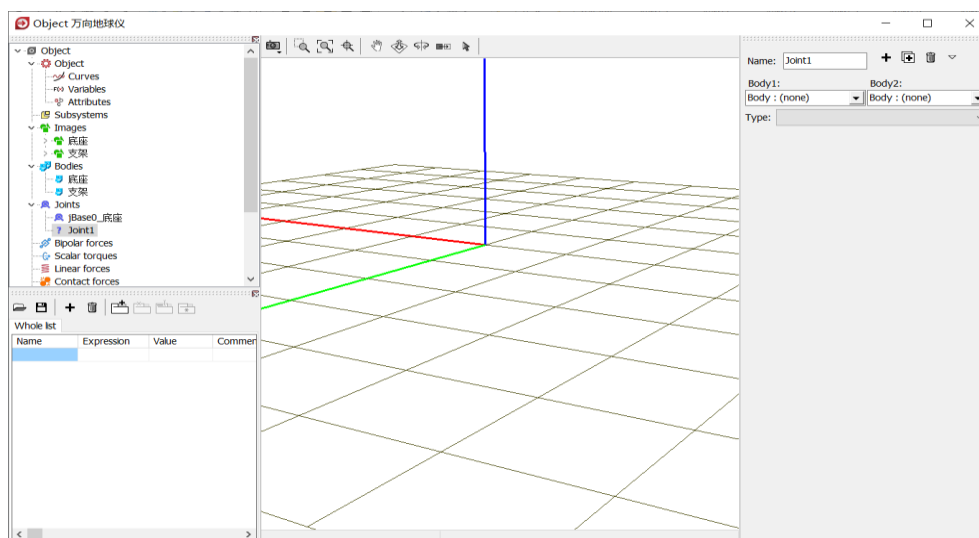 Object 万向地球仪
Object
Object
Curves
Variables
Attributes
Subsystems
Images
底座
支架
Bodies
底座
支架
Joints
jBase0_底座
Joint1
Bipolar forces
Scalar torques
Linear forces
Contact forces
Whole list
Name Expression Value Commen
Name: Joint1
Body1: Body2:
Body : (none) Body : (none)
Type: